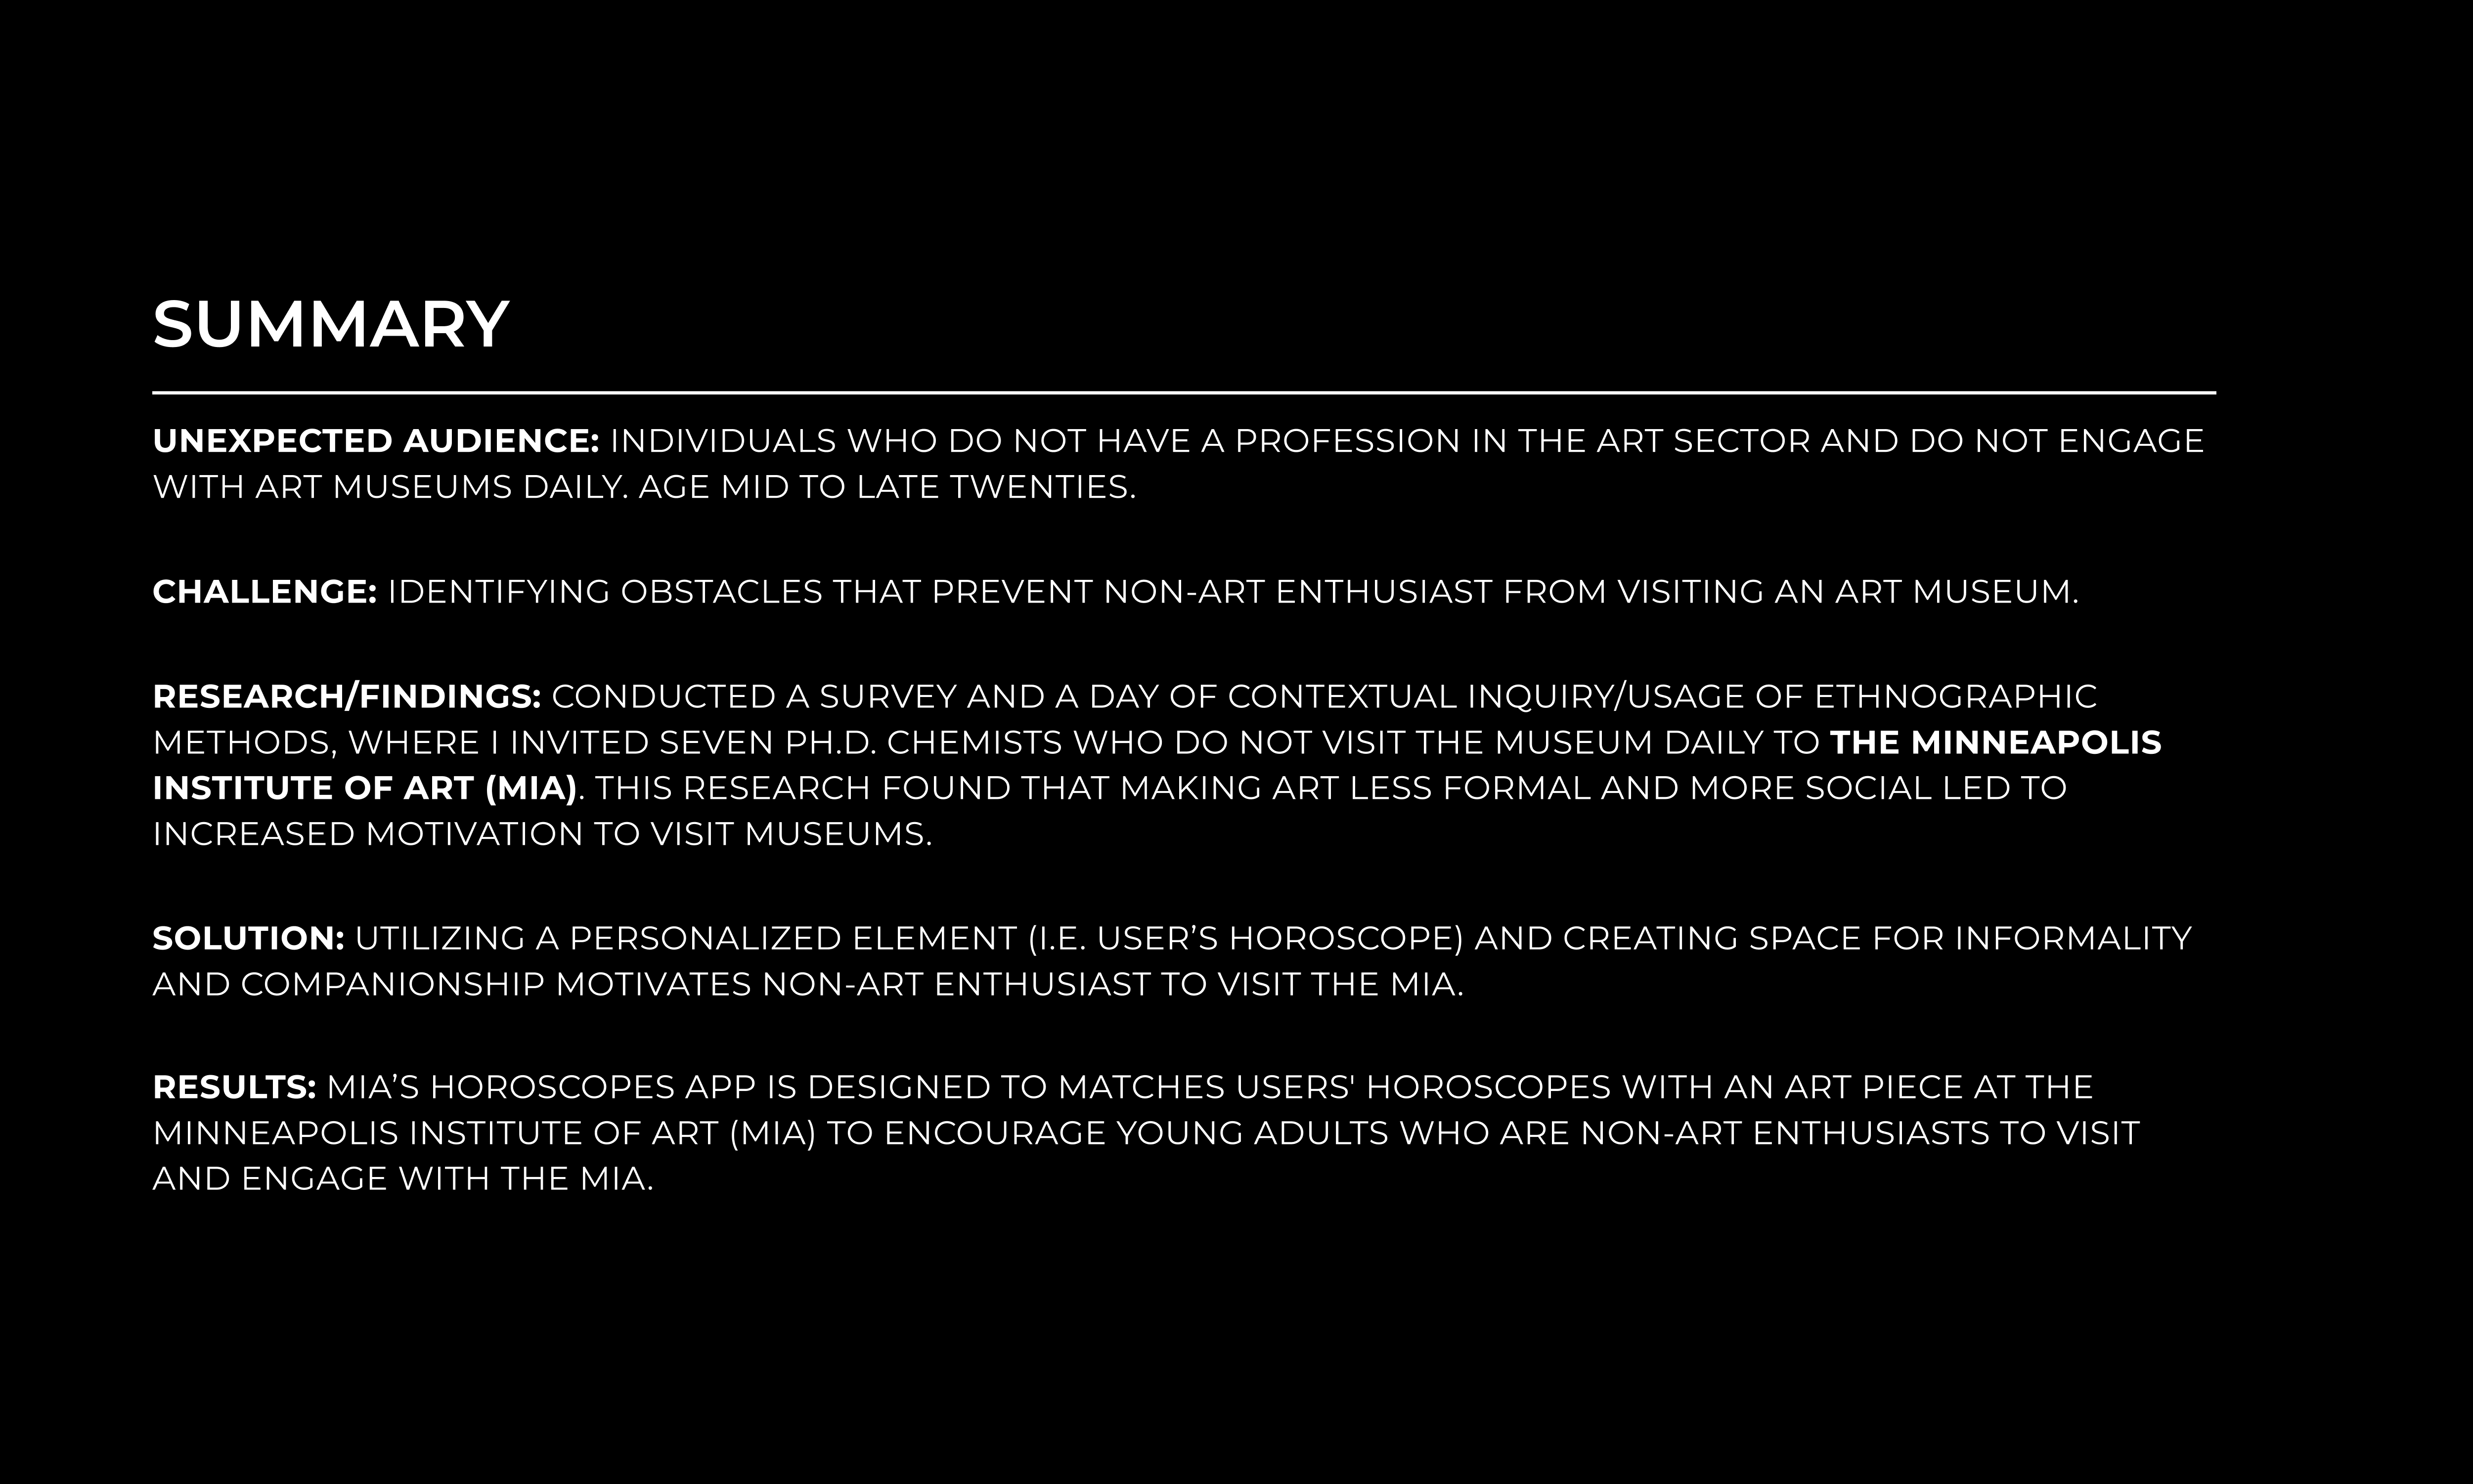 SUMMARY
UNEXPECTED AUDIENCE: INDIVIDUALS WHO DO NOT HAVE A PROFESSION IN THE ART SECTOR AND DO NOT ENGAGE
WITH ART MUSEUMS DAILY. AGE MID TO LATE TWENTIES.
CHALLENGE: IDENTIFYING OBSTACLES THAT PREVENT NON-ART ENTHUSIAST FROM VISITING AN ART MUSEUM.
RESEARCH/FINDINGS: CONDUCTED A SURVEY AND A DAY OF CONTEXTUAL INQUIRY/USAGE OF ETHNOGRAPHIC
METHODS, WHERE I INVITED SEVEN PH.D. CHEMISTS WHO DO NOT VISIT THE MUSEUM DAILY TO THE MINNEAPOLIS
INSTITUTE OF ART (MIA). THIS RESEARCH FOUND THAT MAKING ART LESS FORMAL AND MORE SOCIAL LED TO
INCREASED MOTIVATION TO VISIT MUSEUMS.
SOLUTION: UTILIZING A PERSONALIZED ELEMENT (I.E. USER’S HOROSCOPE) AND CREATING SPACE FOR INFORMALITY
AND COMPANIONSHIP MOTIVATES NON-ART ENTHUSIAST TO VISIT THE MIA.
RESULTS: MIA’S HOROSCOPES APP IS DESIGNED TO MATCHES USERS' HOROSCOPES WITH AN ART PIECE AT THE
MINNEAPOLIS INSTITUTE OF ART (MIA) TO ENCOURAGE YOUNG ADULTS WHO ARE NON-ART ENTHUSIASTS TO VISIT
AND ENGAGE WITH THE MIA.